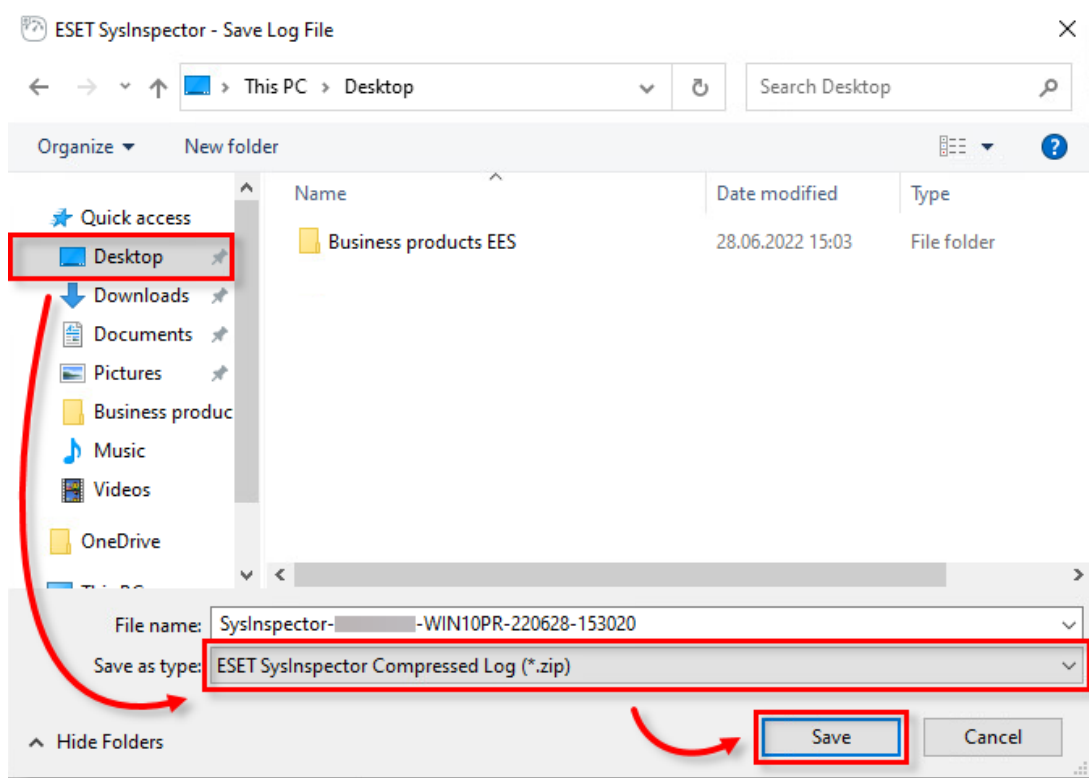 ESET SysInspector - Save Log File
This PC > Desktop
Search Desktop
Organize
New folder
?
Name
Date modified
Type
Quick access
Desktop
Downloads
Documents
Pictures
Business produc
Music
Videos
OneDrive
Business products EES
28.06.2022 15:03
File folder
File name:
SysInspector-
-WIN10PR-220628-153020
Save as type:
ESET SysInspector Compressed Log (*.zip)
Hide Folders
Save
Cancel